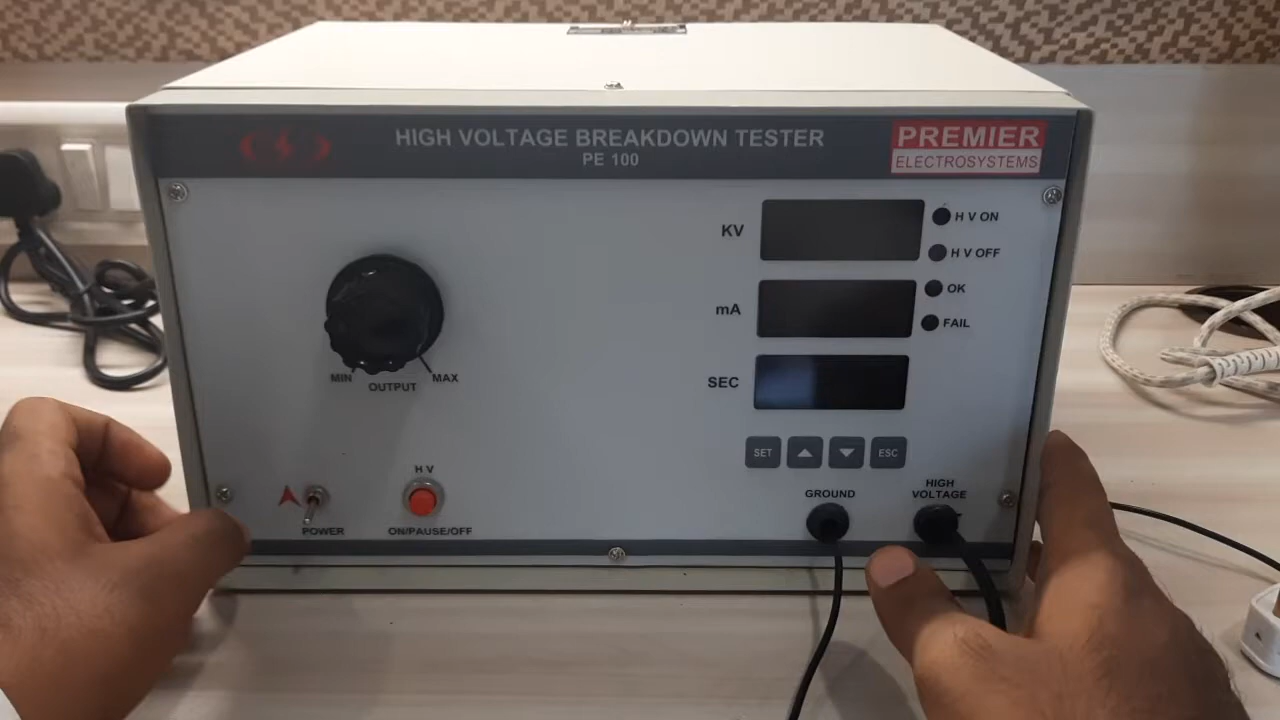 HIGH VOLTAGE BREAKDOWN TESTER
PE 100
PREMIER
ELECTROSYSTEMS
KV
H V ON
H V OFF
mA
OK
FAIL
SEC
MIN
MAX
OUTPUT
SET
ESC
H V
POWER
ON/PAUSE/OFF
GROUND
HIGH
VOLTAGE